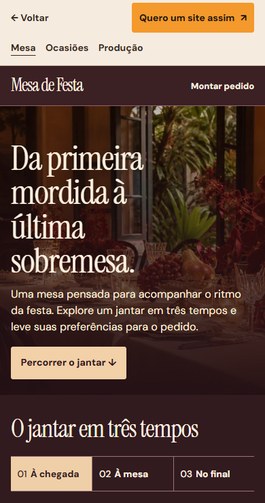 ← Voltar
Quero um site assim ↗
Mesa Ocasiões Produção
Mesa de Festa
Montar pedido
Da primeira
mordida à
última
sobremesa.
Uma mesa pensada para acompanhar o ritmo
da festa. Explore um jantar em três tempos e
leve suas preferências para o pedido.
Percorrer o jantar ↓
O jantar em três tempos
01 À chegada
02 À mesa
03 No final